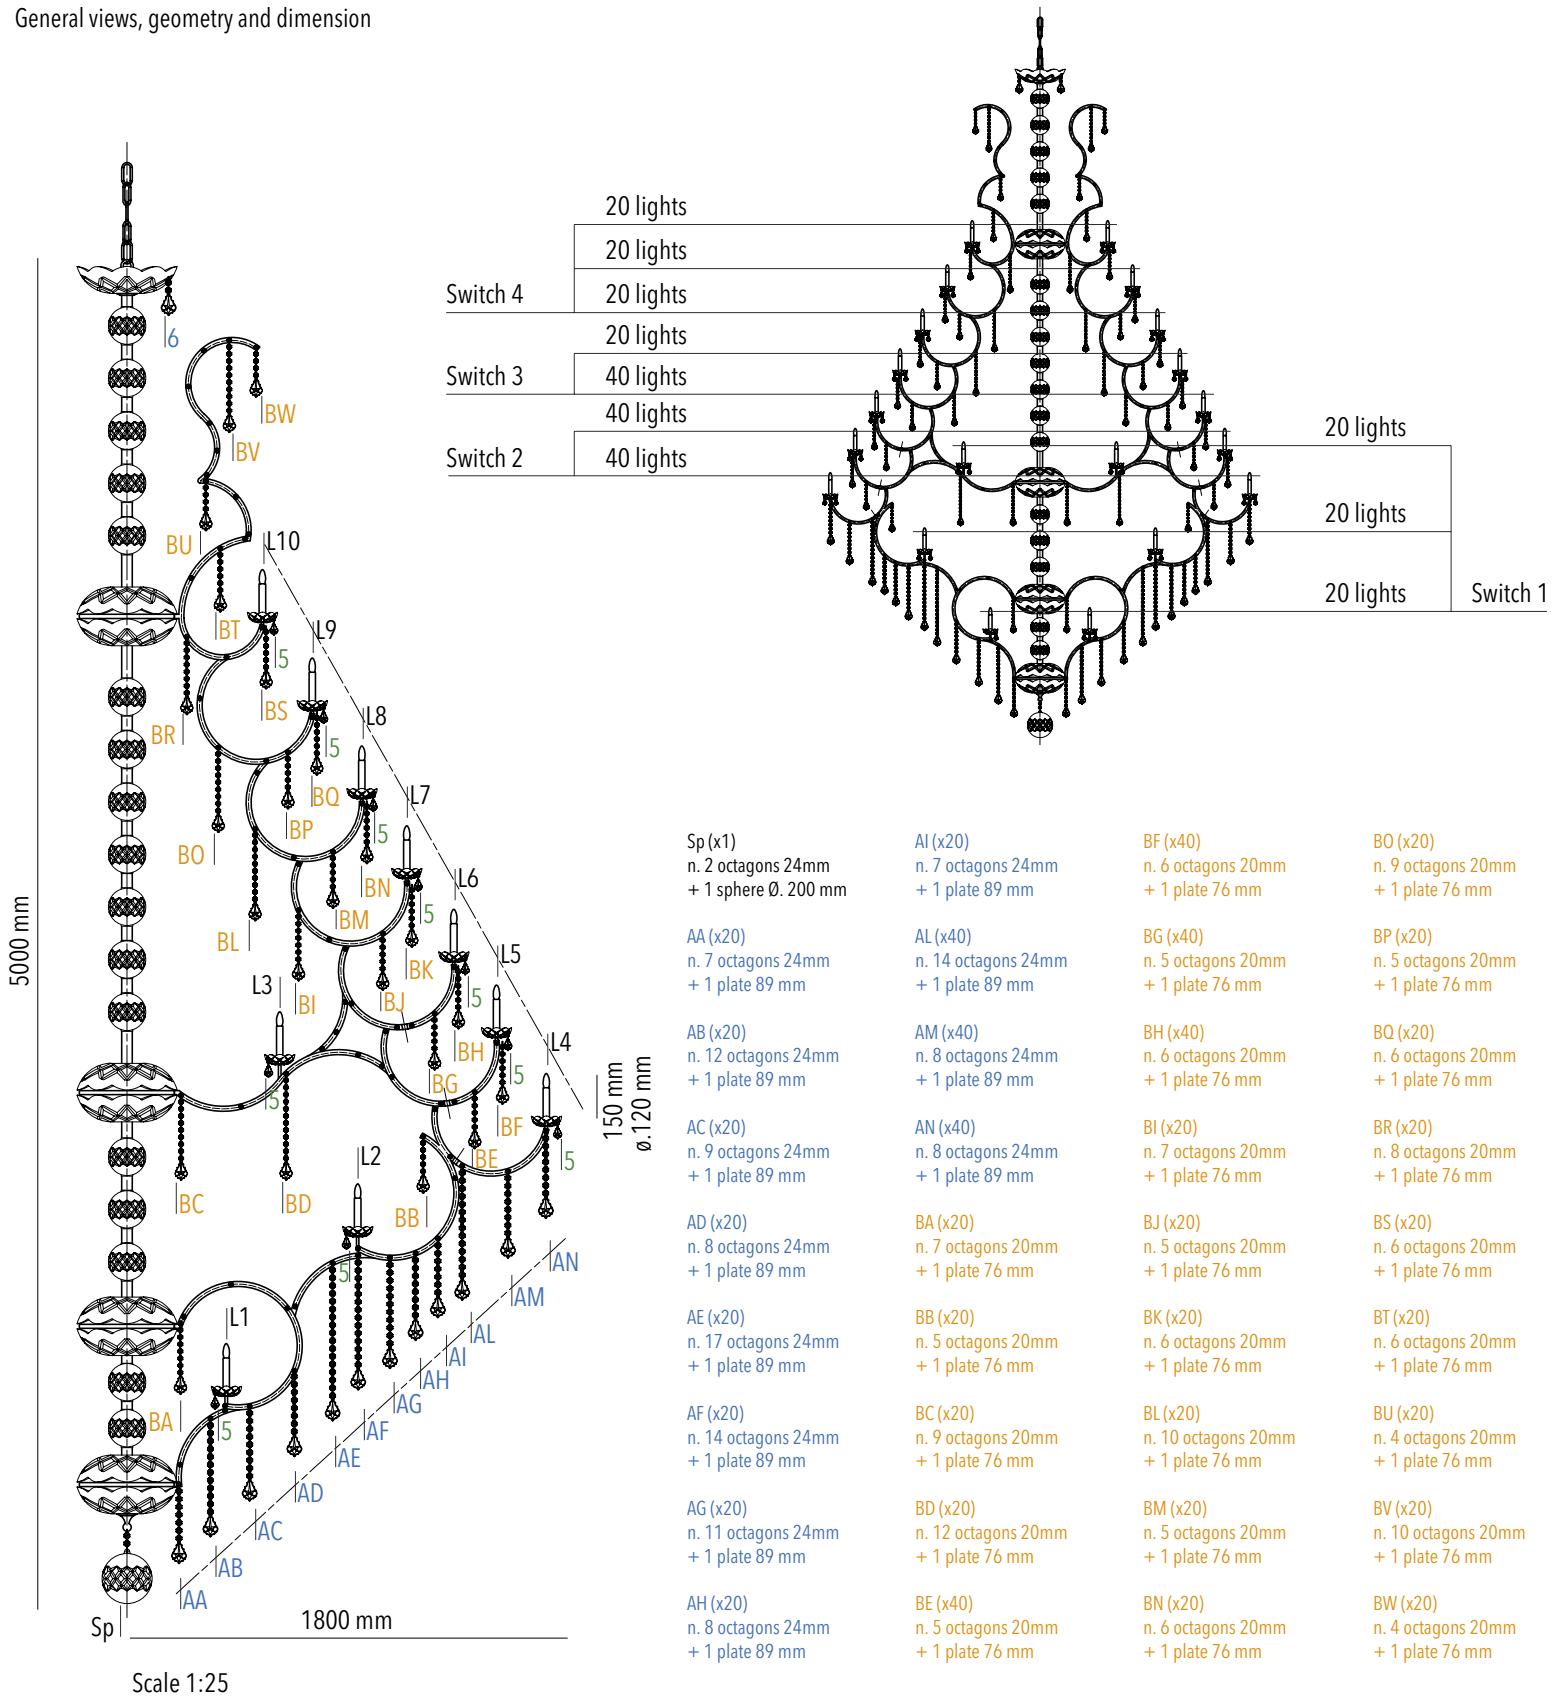 General views, geometry and dimension
20 lights
20 lights
Switch 4
20 lights
20 lights
Switch 3
40 lights
40 lights
Switch 2
40 lights
20 lights
20 lights
20 lights
Switch 1
6
BW
BV
BU
L10
BT
L9
5
BS
BR
L8
5
BQ
L7
BP
5
BO
L6
BN
5
BM
BL
L5
BK
L3
BI
BJ
5
L4
BH
BG
5
5
BF
150 mm
ø.120 mm
L2
BE
5
BC
BD
BB
AN
5
AM
L1
AL
AI
AH
AG
BA
5
AF
AE
AD
AC
AB
AA
5000 mm
Sp
1800 mm
Scale 1:25
Sp (x1)
n. 2 octagons 24mm
+ 1 sphere Ø. 200 mm
AA (x20)
n. 7 octagons 24mm
+ 1 plate 89 mm
AB (x20)
n. 12 octagons 24mm
+ 1 plate 89 mm
AC (x20)
n. 9 octagons 24mm
+ 1 plate 89 mm
AD (x20)
n. 8 octagons 24mm
+ 1 plate 89 mm
AE (x20)
n. 17 octagons 24mm
+ 1 plate 89 mm
AF (x20)
n. 14 octagons 24mm
+ 1 plate 89 mm
AG (x20)
n. 11 octagons 24mm
+ 1 plate 89 mm
AH (x20)
n. 8 octagons 24mm
+ 1 plate 89 mm
AI (x20)
n. 7 octagons 24mm
+ 1 plate 89 mm
AL (x40)
n. 14 octagons 24mm
+ 1 plate 89 mm
AM (x40)
n. 8 octagons 24mm
+ 1 plate 89 mm
AN (x40)
n. 8 octagons 24mm
+ 1 plate 89 mm
BA (x20)
n. 7 octagons 20mm
+ 1 plate 76 mm
BB (x20)
n. 5 octagons 20mm
+ 1 plate 76 mm
BC (x20)
n. 9 octagons 20mm
+ 1 plate 76 mm
BD (x20)
n. 12 octagons 20mm
+ 1 plate 76 mm
BE (x40)
n. 5 octagons 20mm
+ 1 plate 76 mm
BF (x40)
n. 6 octagons 20mm
+ 1 plate 76 mm
BG (x40)
n. 5 octagons 20mm
+ 1 plate 76 mm
BH (x40)
n. 6 octagons 20mm
+ 1 plate 76 mm
BI (x20)
n. 7 octagons 20mm
+ 1 plate 76 mm
BJ (x20)
n. 5 octagons 20mm
+ 1 plate 76 mm
BK (x20)
n. 6 octagons 20mm
+ 1 plate 76 mm
BL (x20)
n. 10 octagons 20mm
+ 1 plate 76 mm
BM (x20)
n. 5 octagons 20mm
+ 1 plate 76 mm
BN (x20)
n. 6 octagons 20mm
+ 1 plate 76 mm
BO (x20)
n. 9 octagons 20mm
+ 1 plate 76 mm
BP (x20)
n. 5 octagons 20mm
+ 1 plate 76 mm
BQ (x20)
n. 6 octagons 20mm
+ 1 plate 76 mm
BR (x20)
n. 8 octagons 20mm
+ 1 plate 76 mm
BS (x20)
n. 6 octagons 20mm
+ 1 plate 76 mm
BT (x20)
n. 6 octagons 20mm
+ 1 plate 76 mm
BU (x20)
n. 4 octagons 20mm
+ 1 plate 76 mm
BV (x20)
n. 10 octagons 20mm
+ 1 plate 76 mm
BW (x20)
n. 4 octagons 20mm
+ 1 plate 76 mm